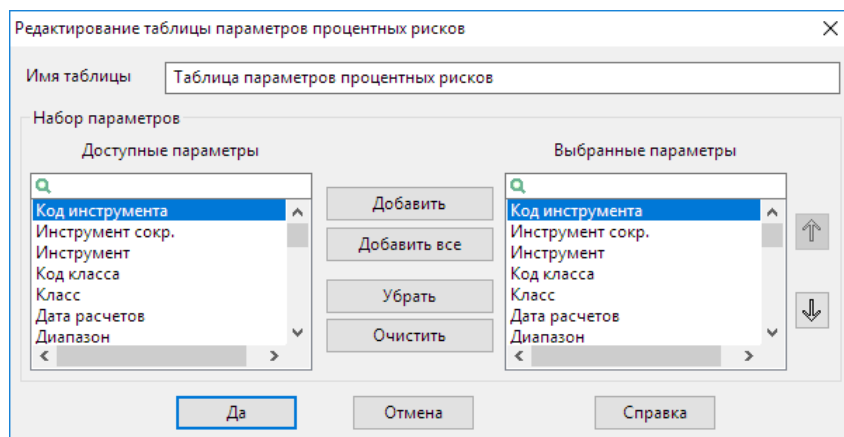 Редактирование таблицы параметров процентных рисков
Имя таблицы
Таблица параметров процентных рисков
Набор параметров
Доступные параметры
Код инструмента
Инструмент сокр.
Инструмент
Код класса
Класс
Дата расчетов
Диапазон
Добавить
Добавить все
Убрать
Очистить
Выбранные параметры
Код инструмента
Инструмент сокр.
Инструмент
Код класса
Класс
Дата расчетов
Диапазон
Да
Отмена
Справка